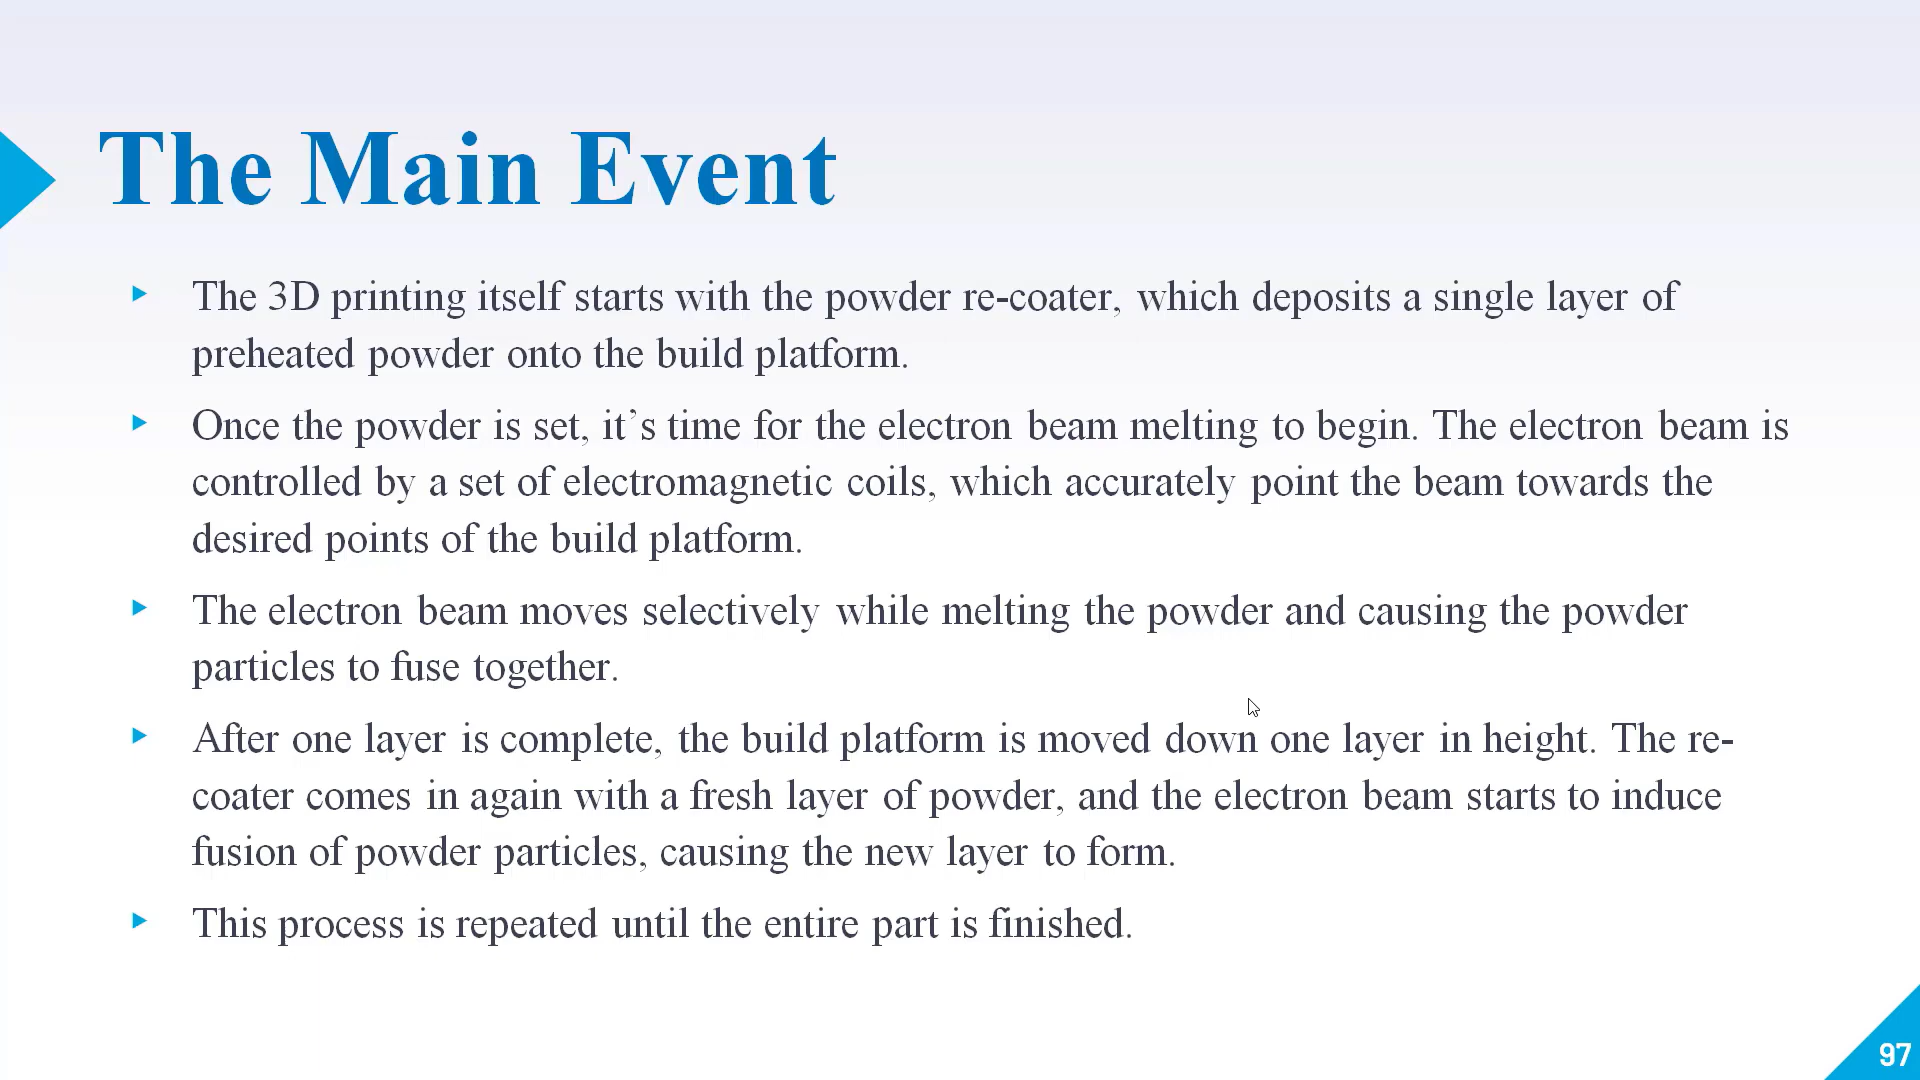 The Main Event
The 3D printing itself starts with the powder re-coater, which deposits a single layer of
preheated powder onto the build platform.
Once the powder is set, it’s time for the electron beam melting to begin. The electron beam is
controlled by a set of electromagnetic coils, which accurately point the beam towards the
desired points of the build platform.
The electron beam moves selectively while melting the powder and causing the powder
particles to fuse together.
After one layer is complete, the build platform is moved down one layer in height. The re-
coater comes in again with a fresh layer of powder, and the electron beam starts to induce
fusion of powder particles, causing the new layer to form.
This process is repeated until the entire part is finished.
97